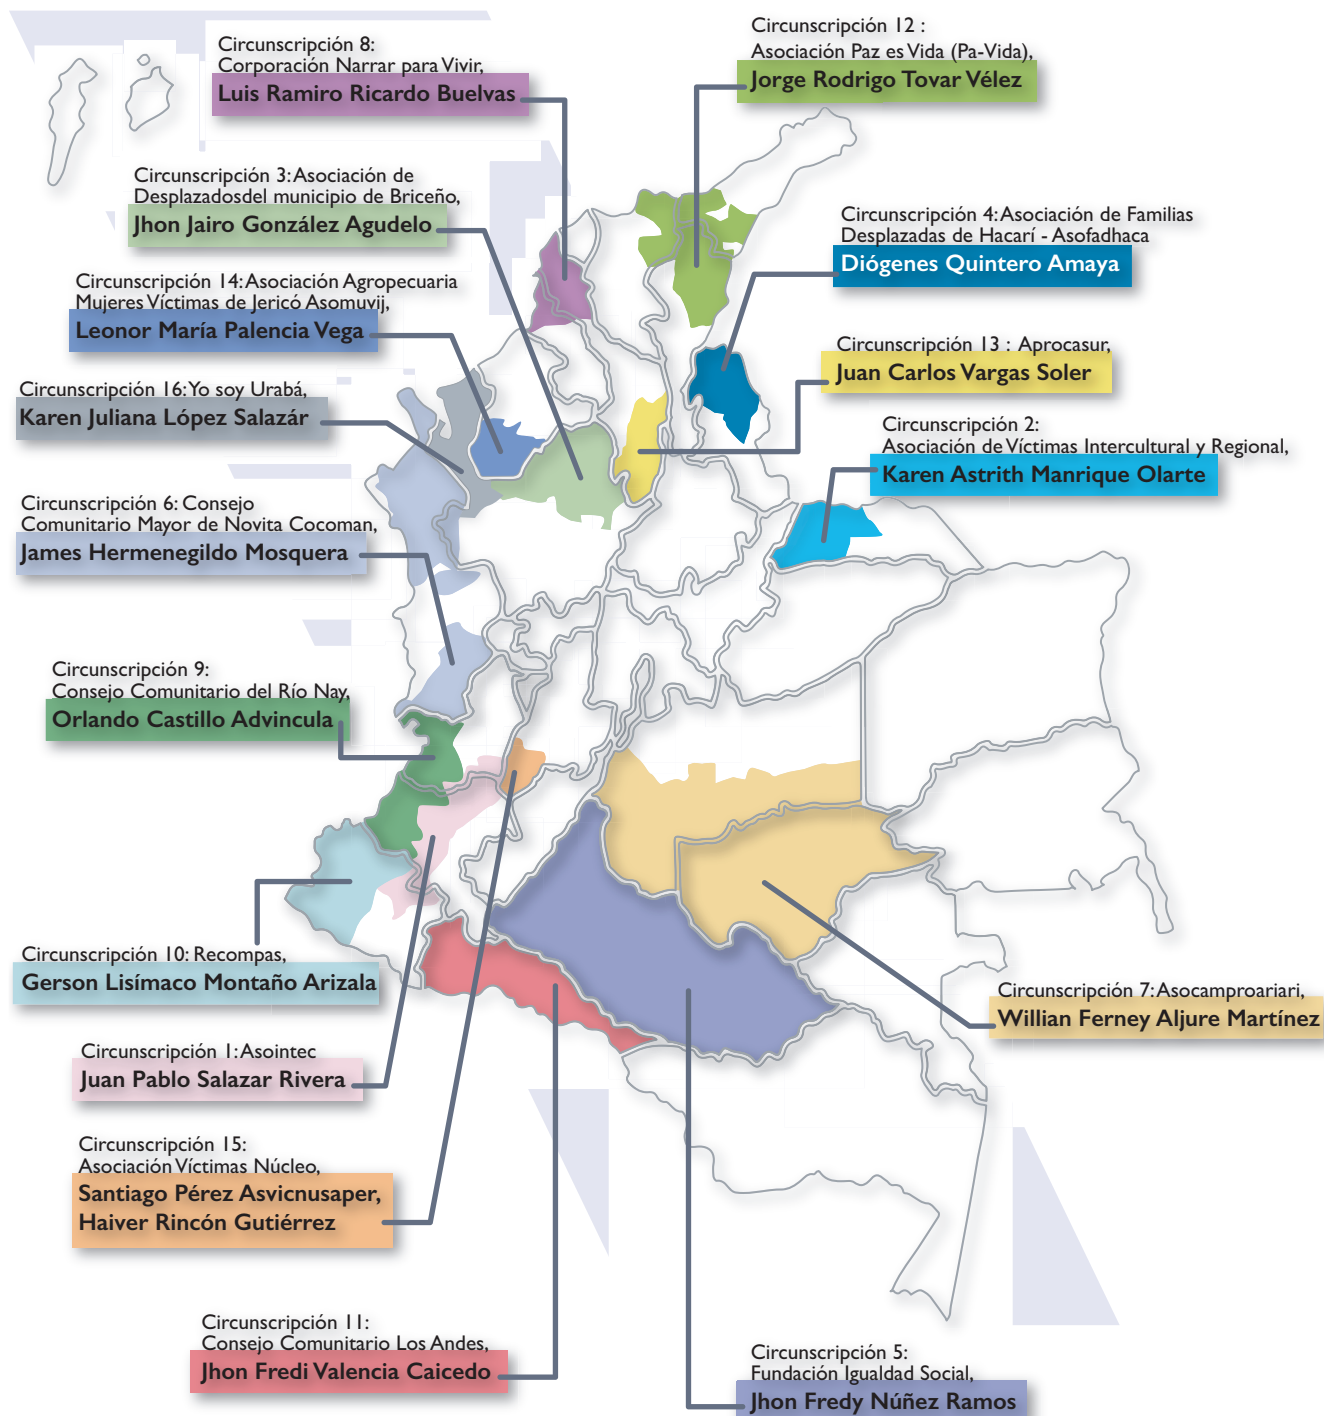 Circunscripción 8:
Corporación Narrar para Vivir,
Luis Ramiro Ricardo Buelvas
Circunscripción 12 :
Asociación Paz es Vida (Pa-Vida),
Jorge Rodrigo Tovar Vélez
Circunscripción 3: Asociación de
Desplazadosdel municipio de Briceño,
Jhon Jairo González Agudelo
Circunscripción 4: Asociación de Familias
Desplazadas de Hacarí - Asofadhaca
Diógenes Quintero Amaya
Circunscripción 14: Asociación Agropecuaria
Mujeres Víctimas de Jericó Asomuvij,
Leonor María Palencia Vega
Circunscripción 13 : Aprocasur,
Juan Carlos Vargas Soler
Circunscripción 16: Yo soy Urabá,
Karen Juliana López Salazár
Circunscripción 2:
Asociación de Víctimas Intercultural y Regional,
Karen Astrith Manrique Olarte
Circunscripción 6: Consejo
Comunitario Mayor de Novita Cocoman,
James Hermenegildo Mosquera
Circunscripción 9:
Consejo Comunitario del Río Nay,
Orlando Castillo Advincula
Circunscripción 10: Recompas,
Gerson Lisímaco Montaño Arizala
Circunscripción 7: Asocamproariari,
Willian Ferney Aljure Martínez
Circunscripción 1: Asointec
Juan Pablo Salazar Rivera
Circunscripción 15:
Asociación Víctimas Núcleo,
Santiago Pérez Asvicnusaper,
Haiver Rincón Gutiérrez
Circunscripción 11:
Consejo Comunitario Los Andes,
Jhon Fredi Valencia Caicedo
Circunscripción 5:
Fundación Igualdad Social,
Jhon Fredy Núñez Ramos